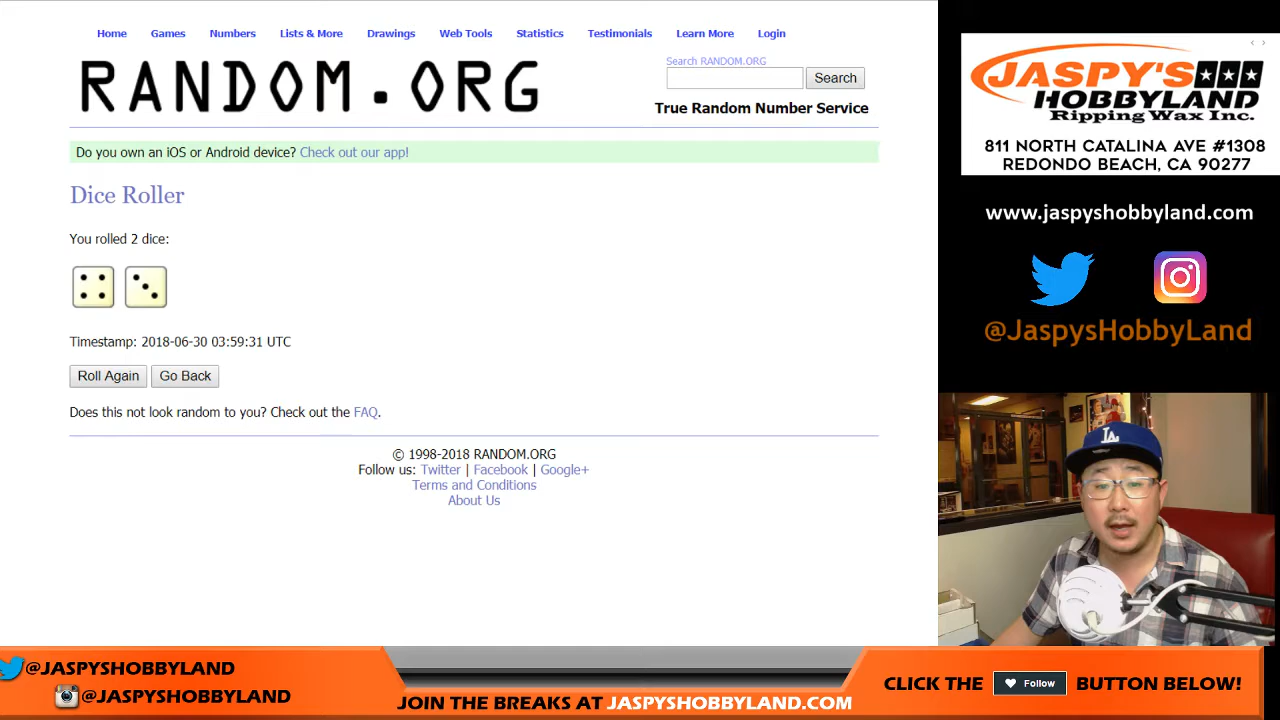 Home Games Numbers Lists & More Drawings Web Tools Statistics Testimonials Learn More Login
RANDOM.ORG
Search RANDOM.ORG
Search
True Random Number Service
Do you own an iOS or Android device? Check out our app!
Dice Roller
You rolled 2 dice:
Timestamp: 2018-06-30 03:59:31 UTC
Roll Again Go Back
Does this not look random to you? Check out the FAQ.
© 1998-2018 RANDOM.ORG
Follow us: Twitter | Facebook | Google+
Terms and Conditions
About Us
JASPY'S
HOBBYLAND
Ripping Wax Inc.
811 NORTH CATALINA AVE #1308
REDONDO BEACH, CA 90277
www.jaspyshobbyland.com
@JaspysHobbyLand
LA
@JASPYSHOBBYLAND
@JASPYSHOBBYLAND
JOIN THE BREAKS AT JASPYSHOBBYLAND.COM
CLICK THE Follow BUTTON BELOW!